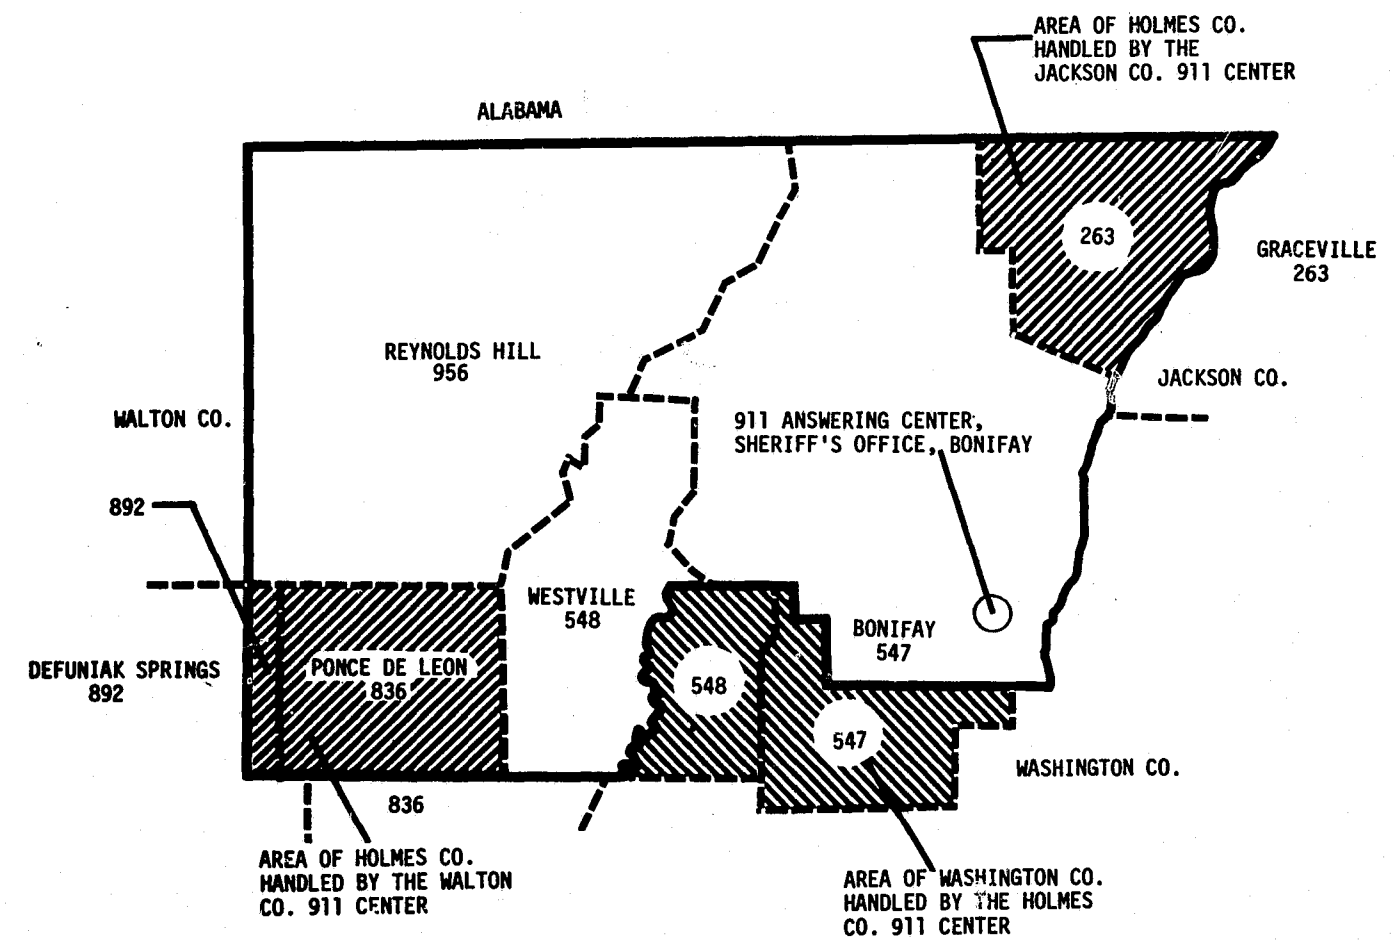 AREA OF HOLMES CO.
HANDLED BY THE
JACKSON CO. 911 CENTER
ALABAMA
263
GRACEVILLE
263
REYNOLDS HILL
956
JACKSON CO.
WALTON CO.
911 ANSWERING CENTER,
SHERIFF'S OFFICE, BONIFAY
892
WESTVILLE
548
BONIFAY
547
DEFUNIAK SPRINGS
892
PONCE DE LEON
836
548
547
WASHINGTON CO.
836
AREA OF HOLMES CO.
HANDLED BY THE WALTON
CO. 911 CENTER
AREA OF WASHINGTON CO.
HANDLED BY THE HOLMES
CO. 911 CENTER